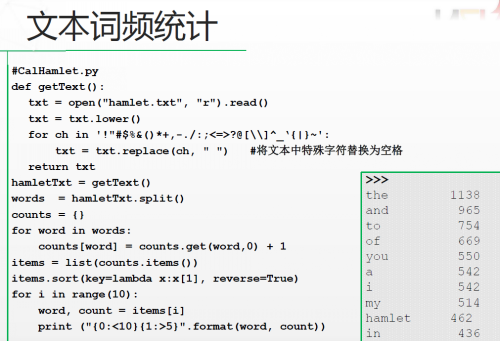 文本词频统计
#CalHamlet.py
def getText():
txt = open("hamlet.txt", "r").read()
txt = txt.lower()
for ch in '!"#$%&()*+,-./:;<=>?@[\\]^_‘{|}~':
txt = txt.replace(ch, " ") #将文本中特殊字符替换为空格
return txt
hamletTxt = getText()
words = hamletTxt.split()
counts = {}
for word in words:
counts[word] = counts.get(word,0) + 1
items = list(counts.items())
items.sort(key=lambda x:x[1], reverse=True)
for i in range(10):
word, count = items[i]
print ("{0:<10}{1:>5}".format(word, count))
>>>
the 1138
and 965
to 754
of 669
you 550
a 542
i 542
my 514
hamlet 462
in 436